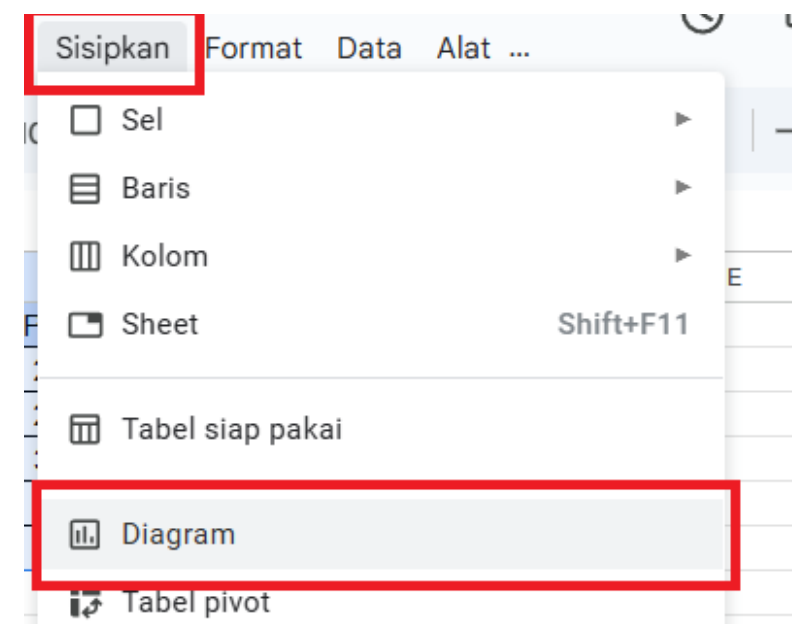 Sisipkan Format Data Alat ...
Sel
Baris
Kolom
E
Sheet Shift+F11
Tabel siap pakai
Diagram
Tabel pivot